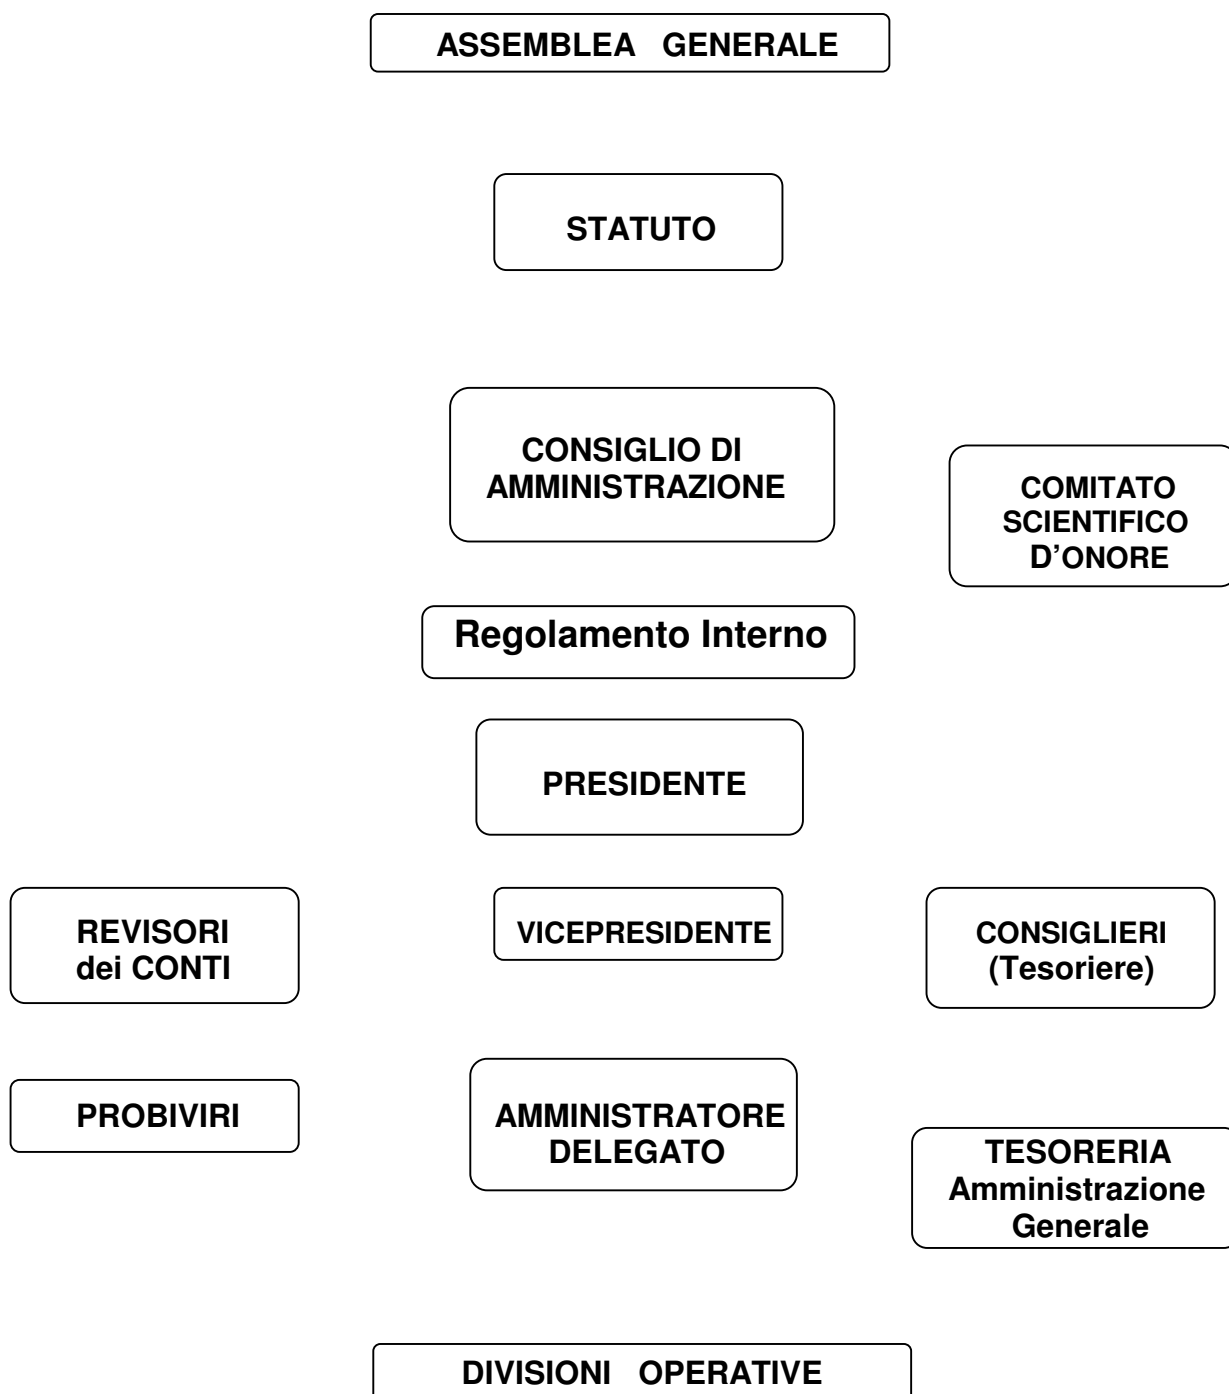 ASSEMBLEA GENERALE
STATUTO
CONSIGLIO DI
AMMINISTRAZIONE
COMITATO
SCIENTIFICO
D’ONORE
Regolamento Interno
PRESIDENTE
REVISORI
dei CONTI
VICEPRESIDENTE
CONSIGLIERI
(Tesoriere)
PROBIVIRI
AMMINISTRATORE
DELEGATO
TESORERIA
Amministrazione
Generale
DIVISIONI OPERATIVE